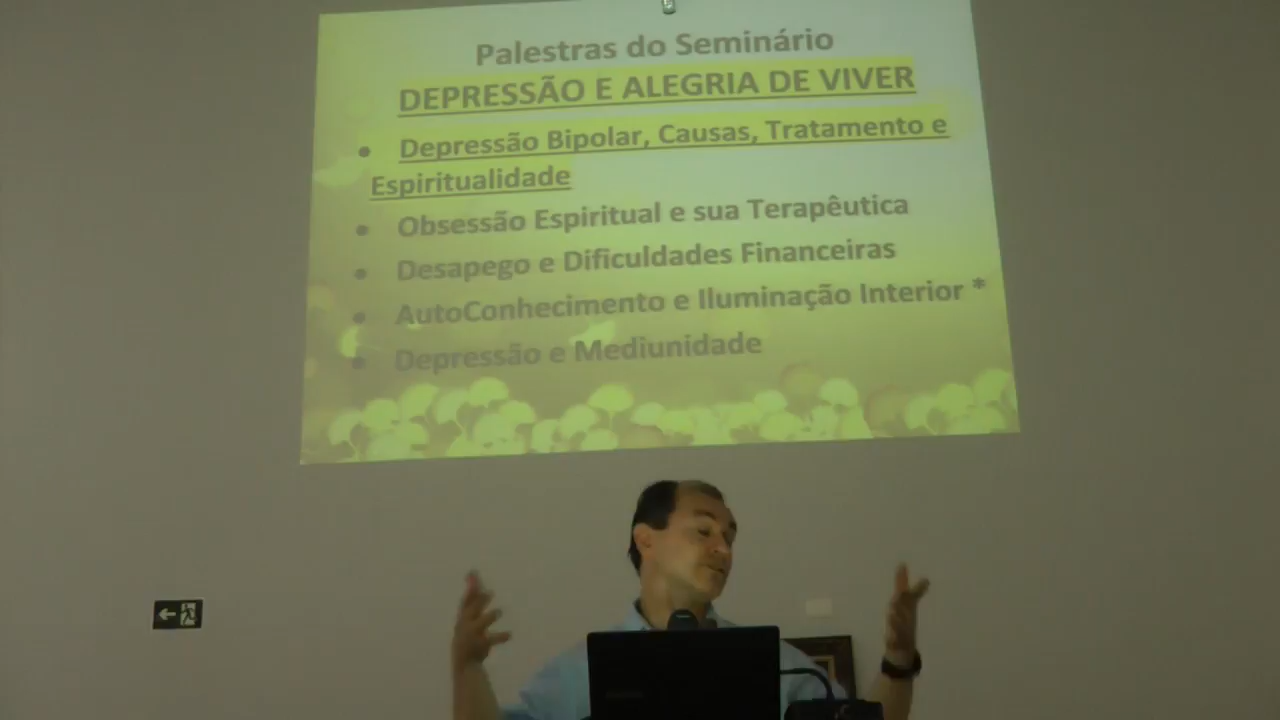 Palestras do Seminário
DEPRESSÃO E ALEGRIA DE VIVER
• Depressão Bipolar, Causas, Tratamento e
Espiritualidade
• Obsessão Espiritual e sua Terapêutica
• Desapego e Dificuldades Financeiras
• AutoConhecimento e Iluminação Interior *
• Depressão e Mediunidade